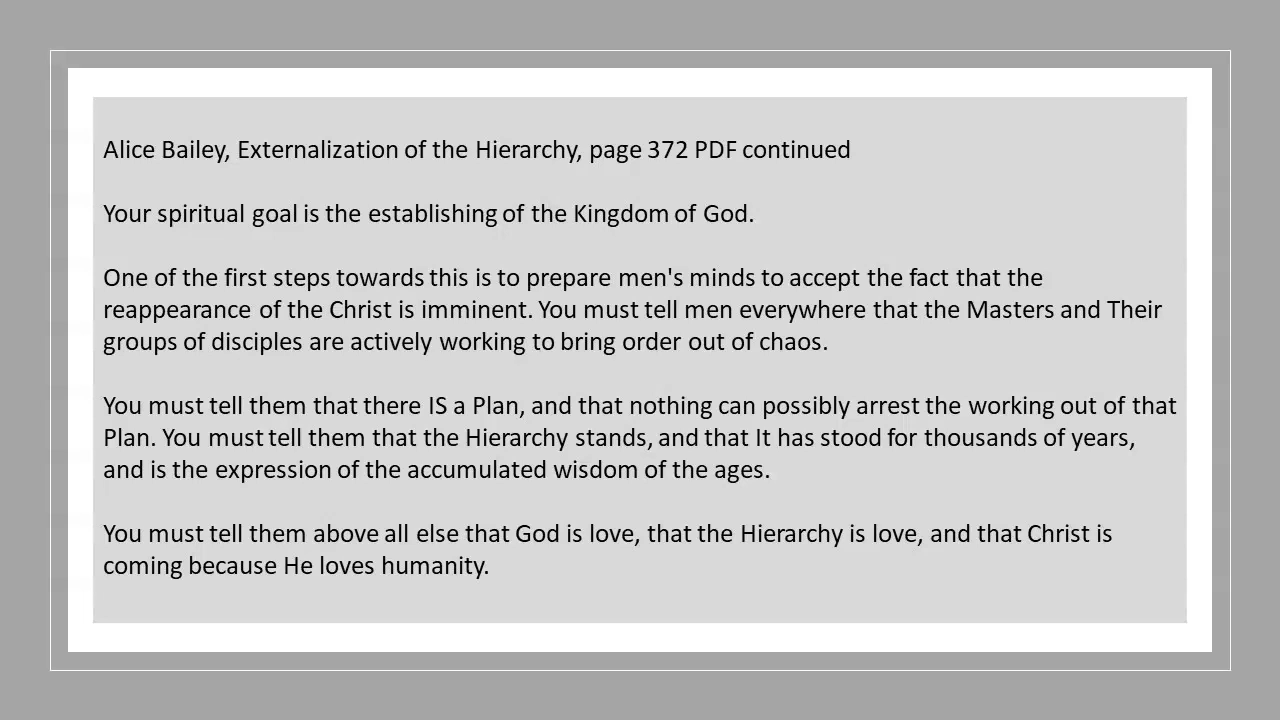 Alice Bailey, Externalization of the Hierarchy, page 372 PDF continued
Your spiritual goal is the establishing of the Kingdom of God.
One of the first steps towards this is to prepare men's minds to accept the fact that the
reappearance of the Christ is imminent. You must tell men everywhere that the Masters and Their
groups of disciples are actively working to bring order out of chaos.
You must tell them that there IS a Plan, and that nothing can possibly arrest the working out of that
Plan. You must tell them that the Hierarchy stands, and that It has stood for thousands of years,
and is the expression of the accumulated wisdom of the ages.
You must tell them above all else that God is love, that the Hierarchy is love, and that Christ is
coming because He loves humanity.